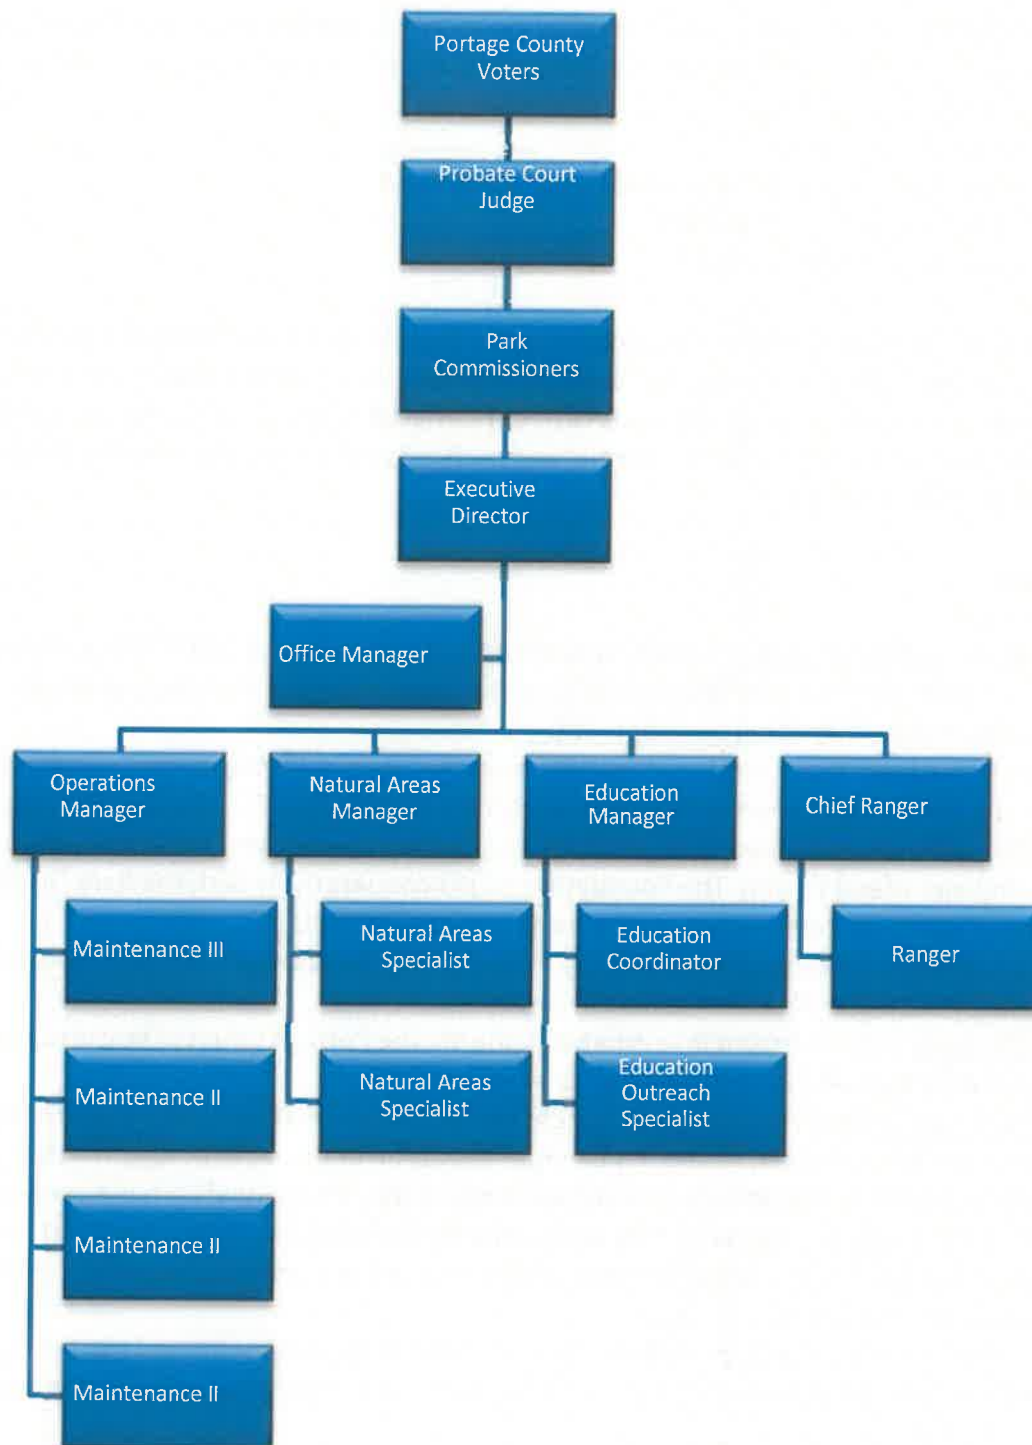 Portage County
Voters
Probate Court
Judge
Park
Commissioners
Executive
Director
Office Manager
Operations
Manager
Natural Areas
Manager
Education
Manager
Chief Ranger
Maintenance III
Natural Areas
Specialist
Education
Coordinator
Ranger
Maintenance II
Natural Areas
Specialist
Education
Outreach
Specialist
Maintenance II
Maintenance II